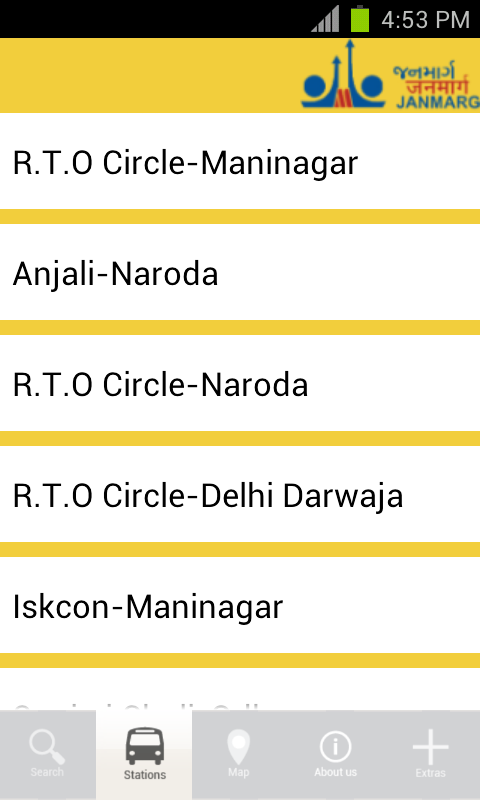 4:53 PM
જનમાર્ગ
जनमार्ग
JANMARG
R.T.O Circle-Maninagar
Anjali-Naroda
R.T.O Circle-Naroda
R.T.O Circle-Delhi Darwaja
Iskcon-Maninagar
Search
Stations
Map
About us
Extras